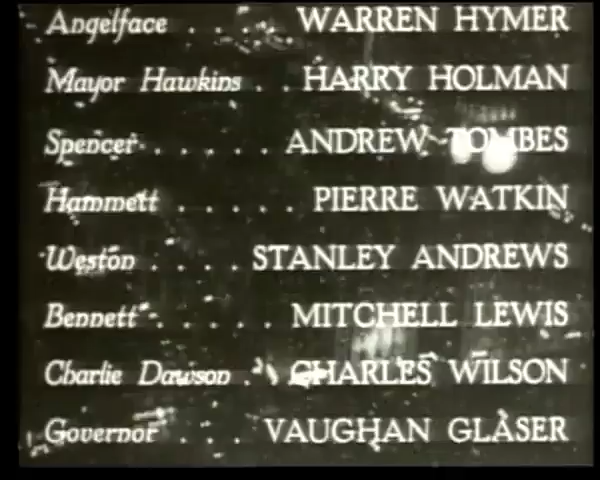 Angelface . . . . WARREN HYMER
Mayor Hawkins . . HARRY HOLMAN
Spencer . . . . . ANDREW TOMBES
Hammett . . . . . PIERRE WATKIN
Weston . . . . STANLEY ANDREWS
Bennett . . . . . MITCHELL LEWIS
Charlie Dawson . . CHARLES WILSON
Governor . . . VAUGHAN GLASER